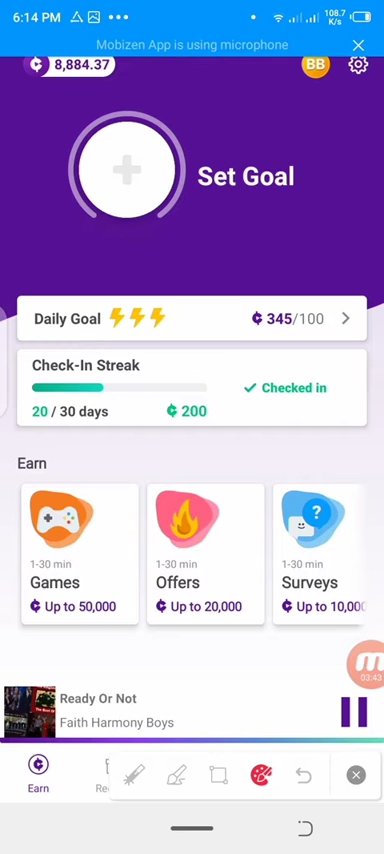 6:14 PM
108.7
K/s
Mobizen App is using microphone
8,884.37
BB
Set Goal
Daily Goal
345/100
Check-In Streak
20 / 30 days
200
Checked in
Earn
1-30 min
Games
Up to 50,000
1-30 min
Offers
Up to 20,000
1-30 min
Surveys
Up to 10,000
03:43
Ready Or Not
Faith Harmony Boys
Earn